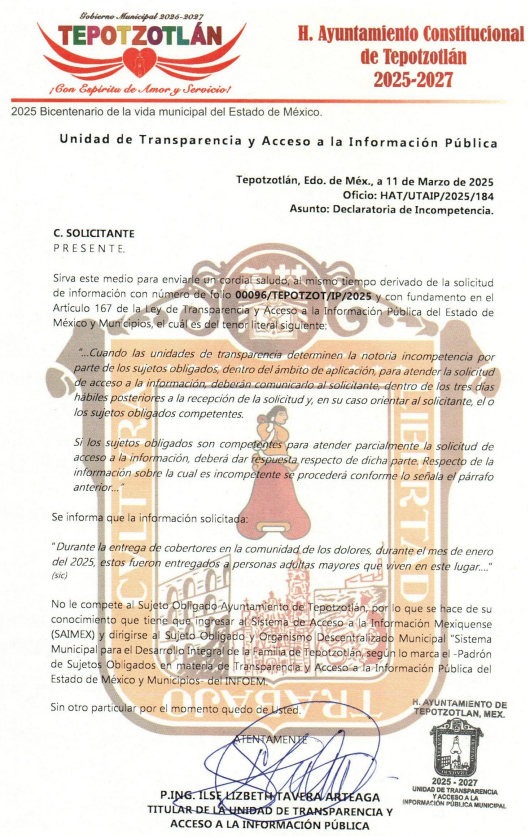 Gobierno Municipal 2025-2027
TEPOTZOTLÁN
¡Con Espíritu de Amor y Servicio!
H. Ayuntamiento Constitucional
de Tepotzotlán
2025-2027
2025 Bicentenario de la vida municipal del Estado de México.
Unidad de Transparencia y Acceso a la Información Pública
Tepotzotlán, Edo. de Méx., a 11 de Marzo de 2025
Oficio: HAT/UTAIP/2025/184
Asunto: Declaratoria de Incompetencia.
C. SOLICITANTE
PRESENTE.
Sirva este medio para enviarle un cordial saludo, al mismo tiempo derivado de la solicitud
de información con número de folio 00096/TEPOTZOT/IP/2025 y con fundamento en el
Artículo 167 de la Ley de Transparencia y Acceso a la Información Pública del Estado de
México y Municipios, el cual es del tenor literal siguiente:
"...Cuando las unidades de transparencia determinen la notoria incompetencia por
parte de los sujetos obligados, dentro del ámbito de aplicación, para atender la solicitud
de acceso a la información, deberán comunicarlo al solicitante, dentro de los tres días
hábiles posteriores a la recepción de la solicitud y, en su caso orientar al solicitante, el o
los sujetos obligados competentes.
Si los sujetos obligados son competentes para atender parcialmente la solicitud de
acceso a la información, deberá dar respuesta respecto de dicha parte. Respecto de la
información sobre la cual es incompetente se procederá conforme lo señala el párrafo
anterior..."
Se informa que la información solicitada:
"Durante la entrega de cobertores en la comunidad de los dolores, durante el mes de enero
del 2025, estos fueron entregados a personas adultas mayores que viven en este lugar...."
(sic)
No le compete al Sujeto Obligado Ayuntamiento de Tepotzotlán, por lo que se hace de su
conocimiento que tiene que ingresar al Sistema de Acceso a la Información Mexiquense
(SAIMEX) y dirigirse al Sujeto Obligado y Organismo Descentralizado Municipal "Sistema
Municipal para el Desarrollo Integral de la Familia de Tepotzotlán, según lo marca el -Padrón
de Sujetos Obligados en materia de Transparencia y Acceso a la Información Pública del
Estado de México y Municipios- del INFOEM.
Sin otro particular por el momento quedo de Usted.
ATENTAMENTE
P.ING. ILSE LIZBETH TAVERA ARTEAGA
TITULAR DE LA UNIDAD DE TRANSPARENCIA Y
ACCESO A LA INFORMACIÓN PÚBLICA
H. AYUNTAMIENTO DE
TEPOTZOTLAN, MEX.
2025 - 2027
UNIDAD DE TRANSPARENCIA
Y ACCESO A LA
INFORMACIÓN PÚBLICA MUNICIPAL
CULTURA
LIBERTAD
TRABAJO